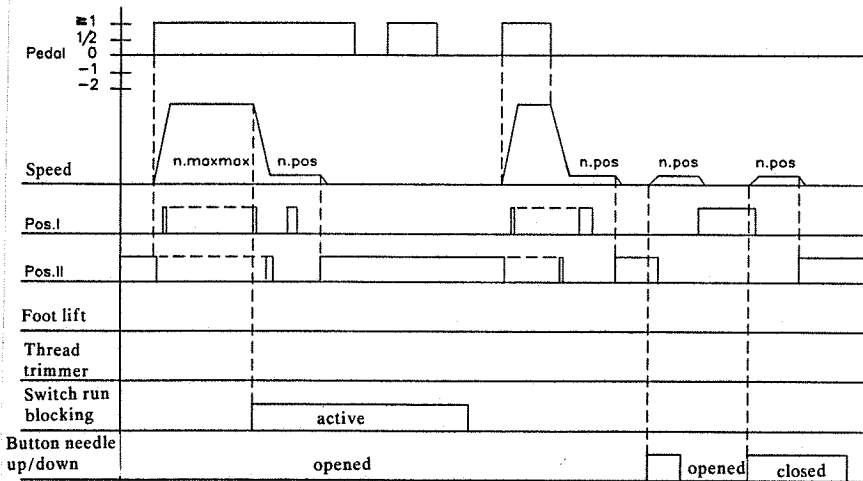 ≧1
1/2
Pedal 0
-1
-2
n.maxmax n.pos n.pos n.pos n.pos
Speed
Pos.I
Pos.II
Foot lift
Thread
trimmer
Switch run
blocking active
Button needle
up/down opened opened closed